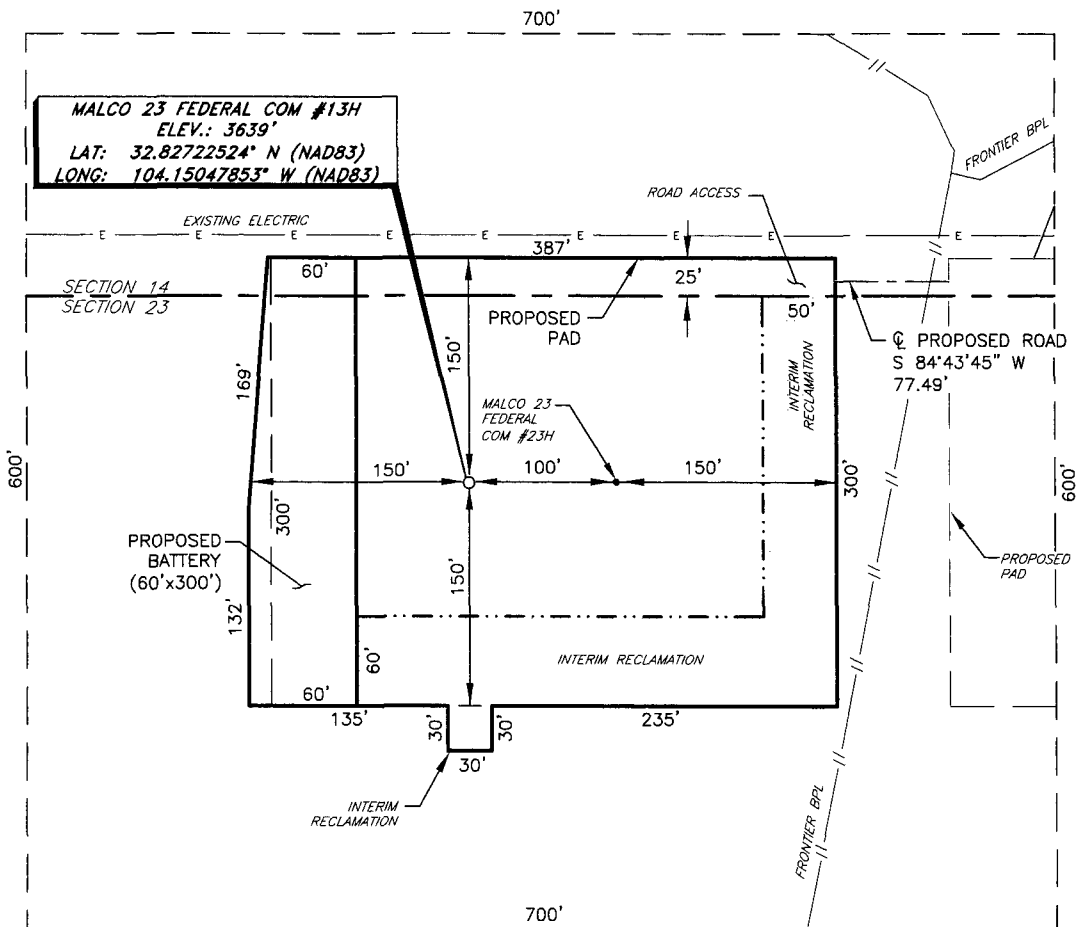 700'
MALCO 23 FEDERAL COM #13H
ELEV.: 3639'
LAT: 32.82722524° N (NAD83)
LONG: 104.15047853° W (NAD83)
FRONTIER BPL
ROAD ACCESS
EXISTING ELECTRIC
E E E E E E E E E
387'
60'
25'
SECTION 14
SECTION 23
50'
PROPOSED
PAD
℄ PROPOSED ROAD
S 84°43'45" W
77.49'
150'
169'
INTERIM
RECLAMATION
MALCO 23
FEDERAL
COM #23H
600'
150'
100'
150'
300'
600'
300'
PROPOSED
BATTERY
(60'x300')
150'
PROPOSED
PAD
132'
60'
INTERIM RECLAMATION
60'
135'
30'
30'
235'
30'
INTERIM
RECLAMATION
FRONTIER BPL
700'